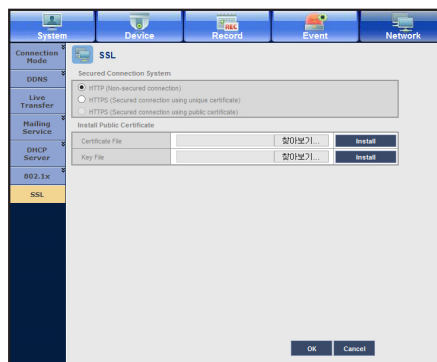 System Device Record Event Network
REC
Connection Mode
DDNS
Live Transfer
Mailing Service
DHCP Server
802.1x
SSL
SSL
Secured Connection System
HTTP (Non-secured connection)
HTTPS (Secured connection using unique certificate)
HTTPS (Secured connection using public certificate)
Install Public Certificate
Certificate File 찾아보기... Install
Key File 찾아보기... Install
OK Cancel